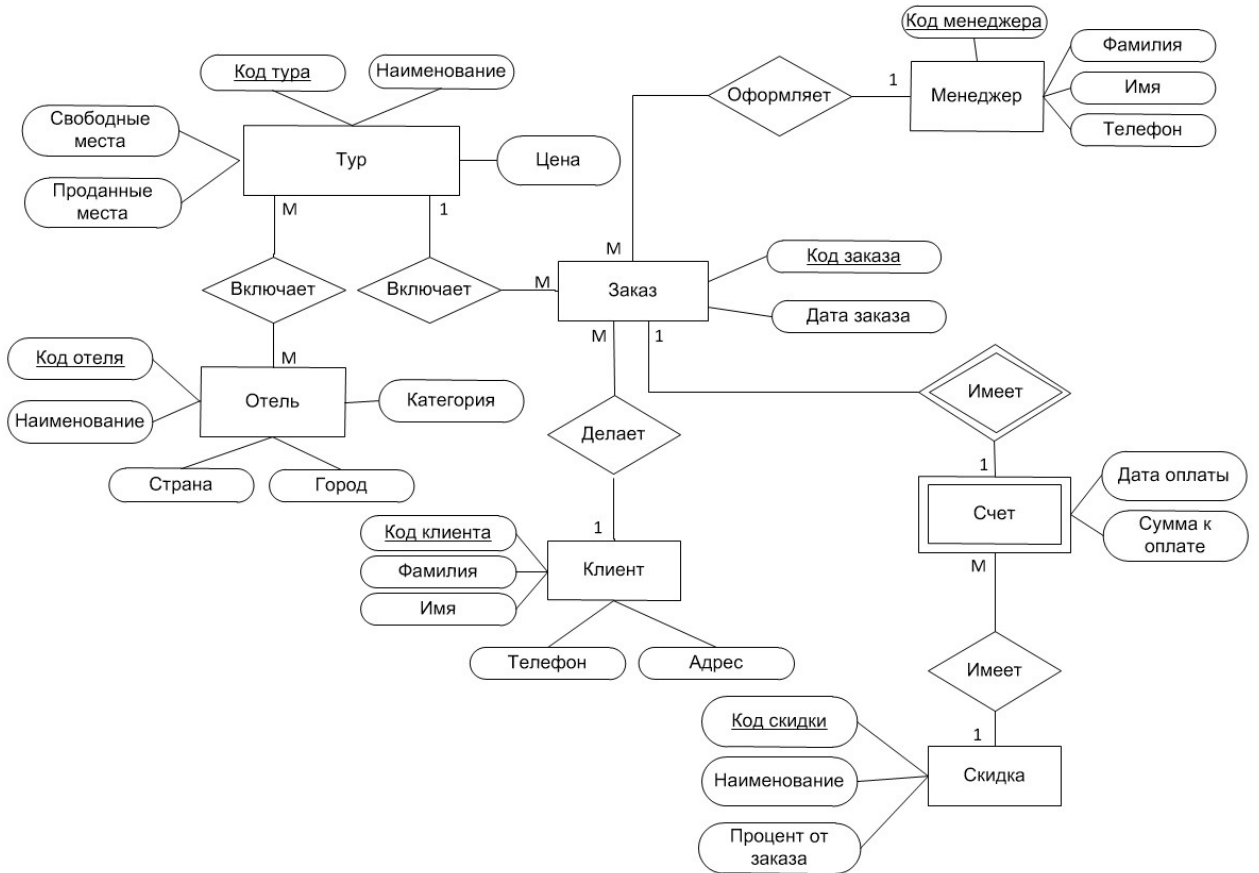 Код менеджера
Фамилия
Имя
Телефон
Менеджер
1
Оформляет
Код тура
Наименование
Свободные
места
Проданные
места
Тур
Цена
М
1
М
Включает
Включает
М
Заказ
Код заказа
Дата заказа
М
1
М
Код отеля
Наименование
Отель
Категория
Страна
Город
Делает
Имеет
1
Счет
Дата оплаты
Сумма к
оплате
М
1
Код клиента
Фамилия
Имя
Клиент
Телефон
Адрес
Имеет
1
Код скидки
Наименование
Процент от
заказа
Скидка